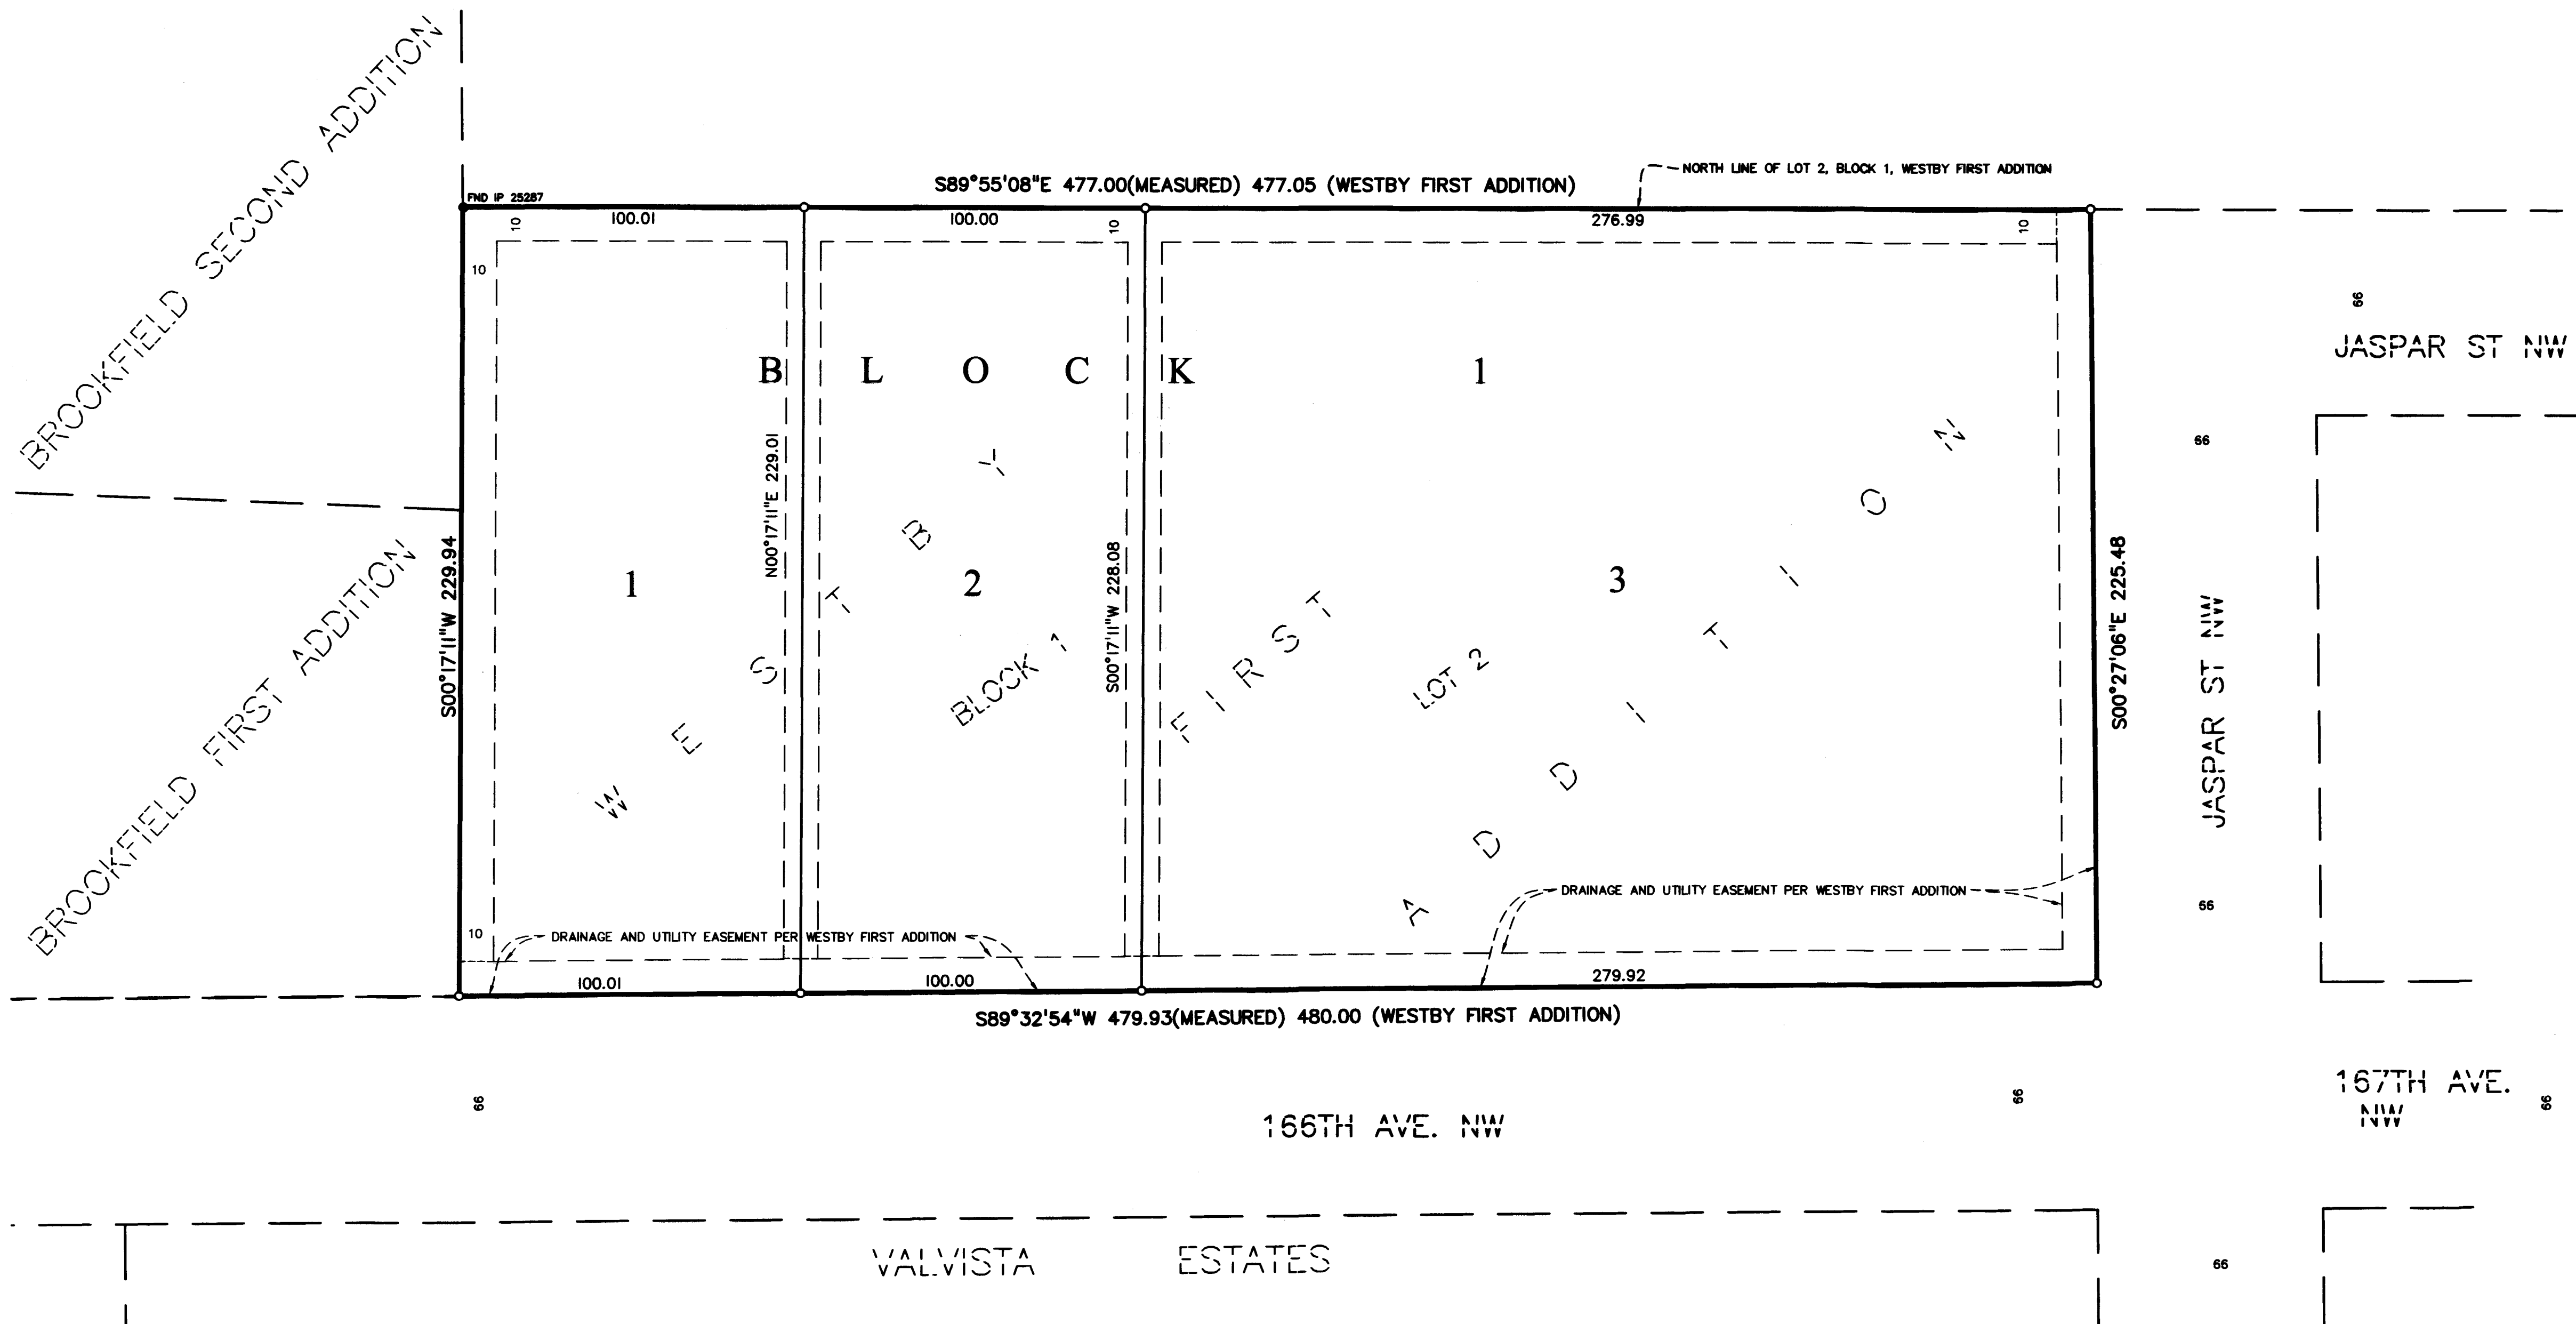 BROOKFIELD SECOND ADDITION
BROOKFIELD FIRST ADDITION
S89°55'08"E 477.00(MEASURED) 477.05 (WESTBY FIRST ADDITION)
NORTH LINE OF LOT 2, BLOCK 1, WESTBY FIRST ADDITION
FND IP 25287
100.01
100.00
276.99
10
10
10
10
BLOCK 1
S00°17'11"W 229.94
N00°17'11"E 229.01
S00°17'11"W 228.08
S00°27'06"E 225.48
1
2
3
WESTBY
FIRST
ADDITION
BLOCK 1
LOT 2
10
DRAINAGE AND UTILITY EASEMENT PER WESTBY FIRST ADDITION
DRAINAGE AND UTILITY EASEMENT PER WESTBY FIRST ADDITION
100.01
100.00
279.92
S89°32'54"W 479.93(MEASURED) 480.00 (WESTBY FIRST ADDITION)
66
JASPAR ST NW
66
JASPAR ST NW
66
66
166TH AVE. NW
66
167TH AVE.
NW
66
VALVISTA ESTATES
66